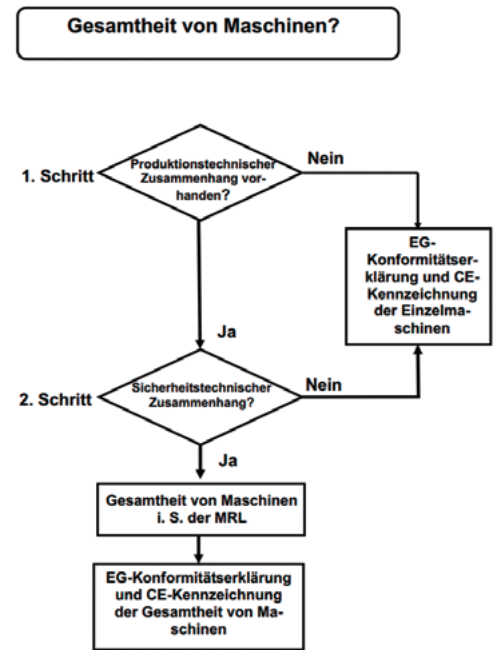 Gesamtheit von Maschinen?
1. Schritt
Produktionstechnischer
Zusammenhang vor-
handen?
Nein
EG-
Konformitätser-
klärung und CE-
Kennzeichnung
der Einzelma-
schinen
Ja
2. Schritt
Sicherheitstechnischer
Zusammenhang?
Nein
Ja
Gesamtheit von Maschinen
i. S. der MRL
EG-Konformitätserklärung
und CE-Kennzeichnung
der Gesamtheit von Ma-
schinen